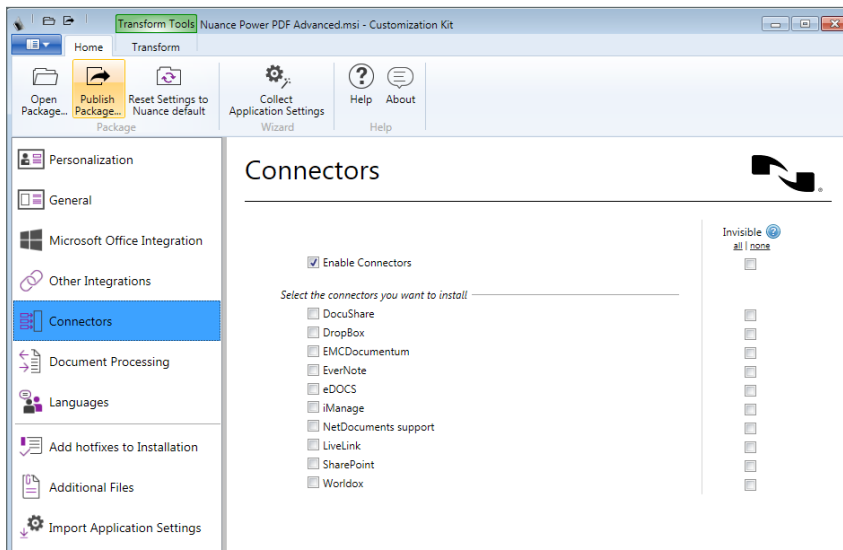 Transform Tools Nuance Power PDF Advanced.msi - Customization Kit
Home Transform
Open Package...
Publish Package...
Reset Settings to Nuance default
Package
Collect Application Settings
Wizard
Help
About
Help
Personalization
General
Microsoft Office Integration
Other Integrations
Connectors
Document Processing
Languages
Add hotfixes to Installation
Additional Files
Import Application Settings
Connectors
Invisible ?
all | none
Enable Connectors
Select the connectors you want to install
DocuShare
DropBox
EMCDocumentum
EverNote
eDOCS
iManage
NetDocuments support
LiveLink
SharePoint
Worldox